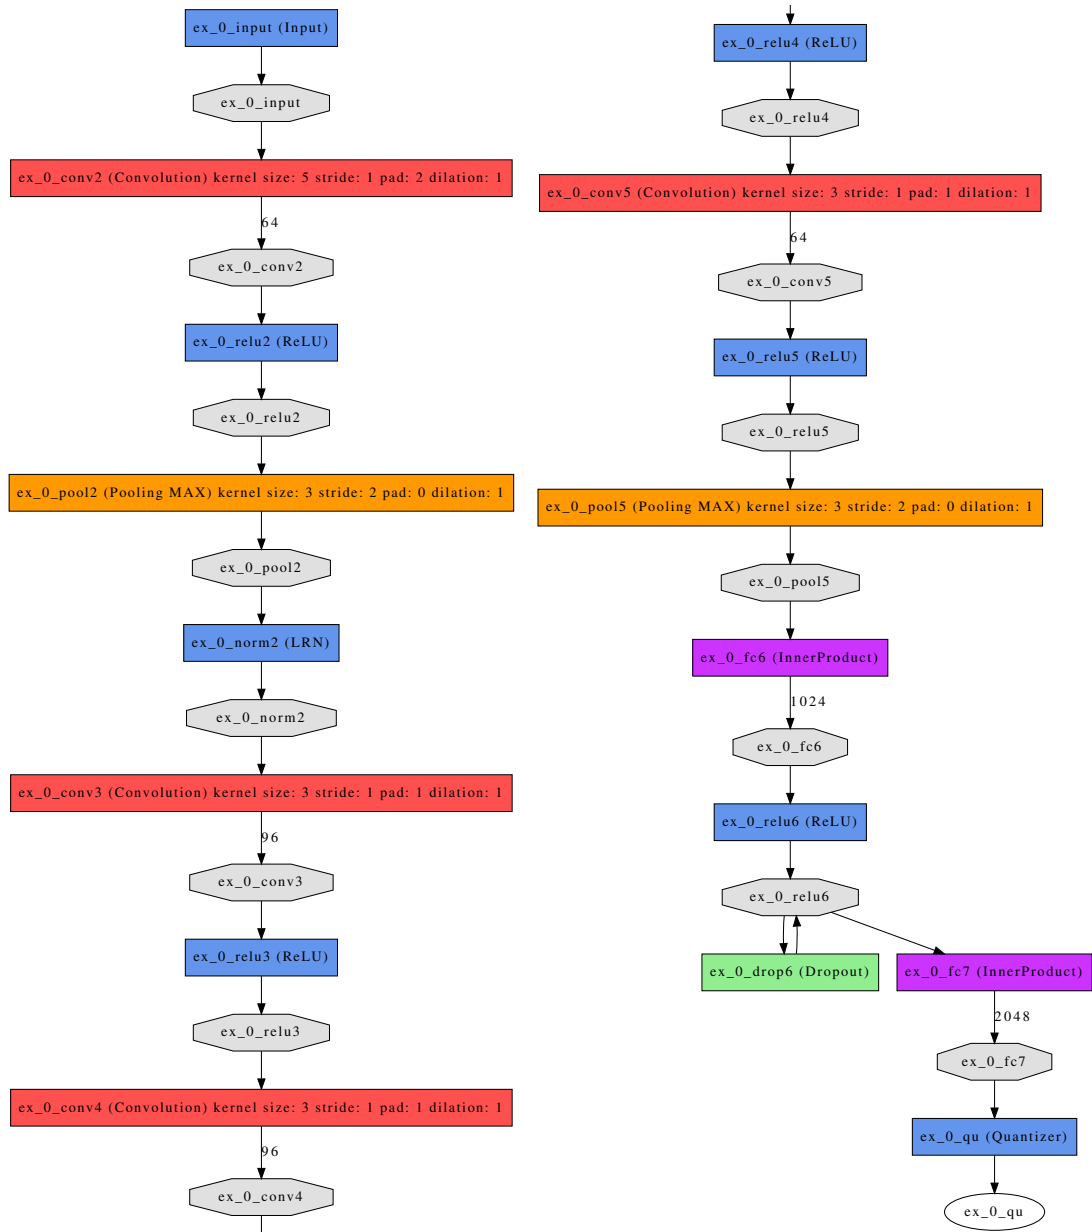 ex_0_input (Input)
ex_0_input
ex_0_conv2 (Convolution) kernel size: 5 stride: 1 pad: 2 dilation: 1
64
ex_0_conv2
ex_0_relu2 (ReLU)
ex_0_relu2
ex_0_pool2 (Pooling MAX) kernel size: 3 stride: 2 pad: 0 dilation: 1
ex_0_pool2
ex_0_norm2 (LRN)
ex_0_norm2
ex_0_conv3 (Convolution) kernel size: 3 stride: 1 pad: 1 dilation: 1
96
ex_0_conv3
ex_0_relu3 (ReLU)
ex_0_relu3
ex_0_conv4 (Convolution) kernel size: 3 stride: 1 pad: 1 dilation: 1
96
ex_0_conv4
ex_0_relu4 (ReLU)
ex_0_relu4
ex_0_conv5 (Convolution) kernel size: 3 stride: 1 pad: 1 dilation: 1
64
ex_0_conv5
ex_0_relu5 (ReLU)
ex_0_relu5
ex_0_pool5 (Pooling MAX) kernel size: 3 stride: 2 pad: 0 dilation: 1
ex_0_pool5
ex_0_fc6 (InnerProduct)
1024
ex_0_fc6
ex_0_relu6 (ReLU)
ex_0_relu6
ex_0_drop6 (Dropout)
ex_0_fc7 (InnerProduct)
2048
ex_0_fc7
ex_0_qu (Quantizer)
ex_0_qu